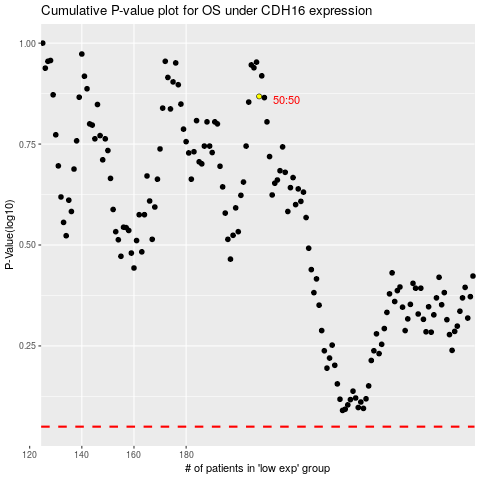 Cumulative P-value plot for OS under CDH16 expression
P-Value(log10)
1.00
0.75
0.50
0.25
50:50
120 140 160 180
# of patients in 'low exp' group